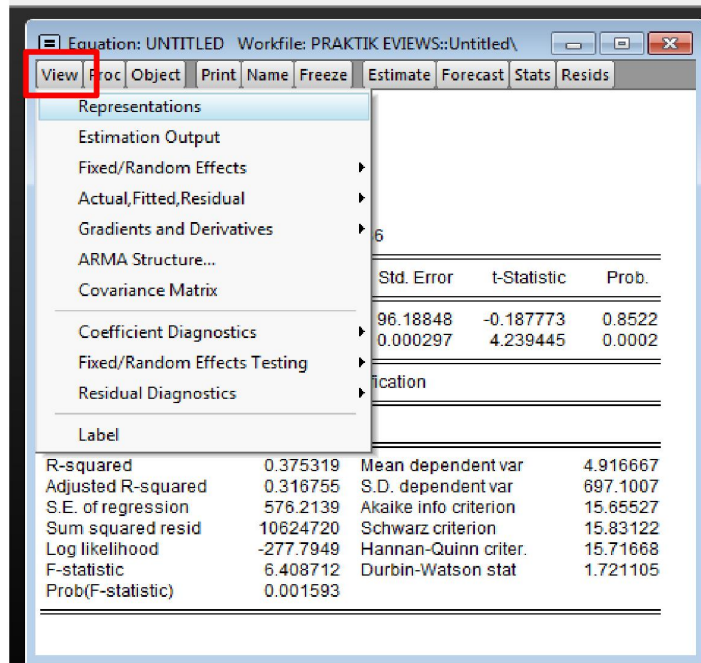 Equation: UNTITLED Workfile: PRAKTIK EVIEWS::Untitled\
View Proc Object Print Name Freeze Estimate Forecast Stats Resids
Representations
Estimation Output
Fixed/Random Effects
Actual,Fitted,Residual
Gradients and Derivatives
ARMA Structure...
Covariance Matrix
Coefficient Diagnostics
Fixed/Random Effects Testing
Residual Diagnostics
Label
6
Std. Error t-Statistic Prob.
96.18848 -0.187773 0.8522
0.000297 4.239445 0.0002
fication
R-squared 0.375319 Mean dependent var 4.916667
Adjusted R-squared 0.316755 S.D. dependent var 697.1007
S.E. of regression 576.2139 Akaike info criterion 15.65527
Sum squared resid 10624720 Schwarz criterion 15.83122
Log likelihood -277.7949 Hannan-Quinn criter. 15.71668
F-statistic 6.408712 Durbin-Watson stat 1.721105
Prob(F-statistic) 0.001593